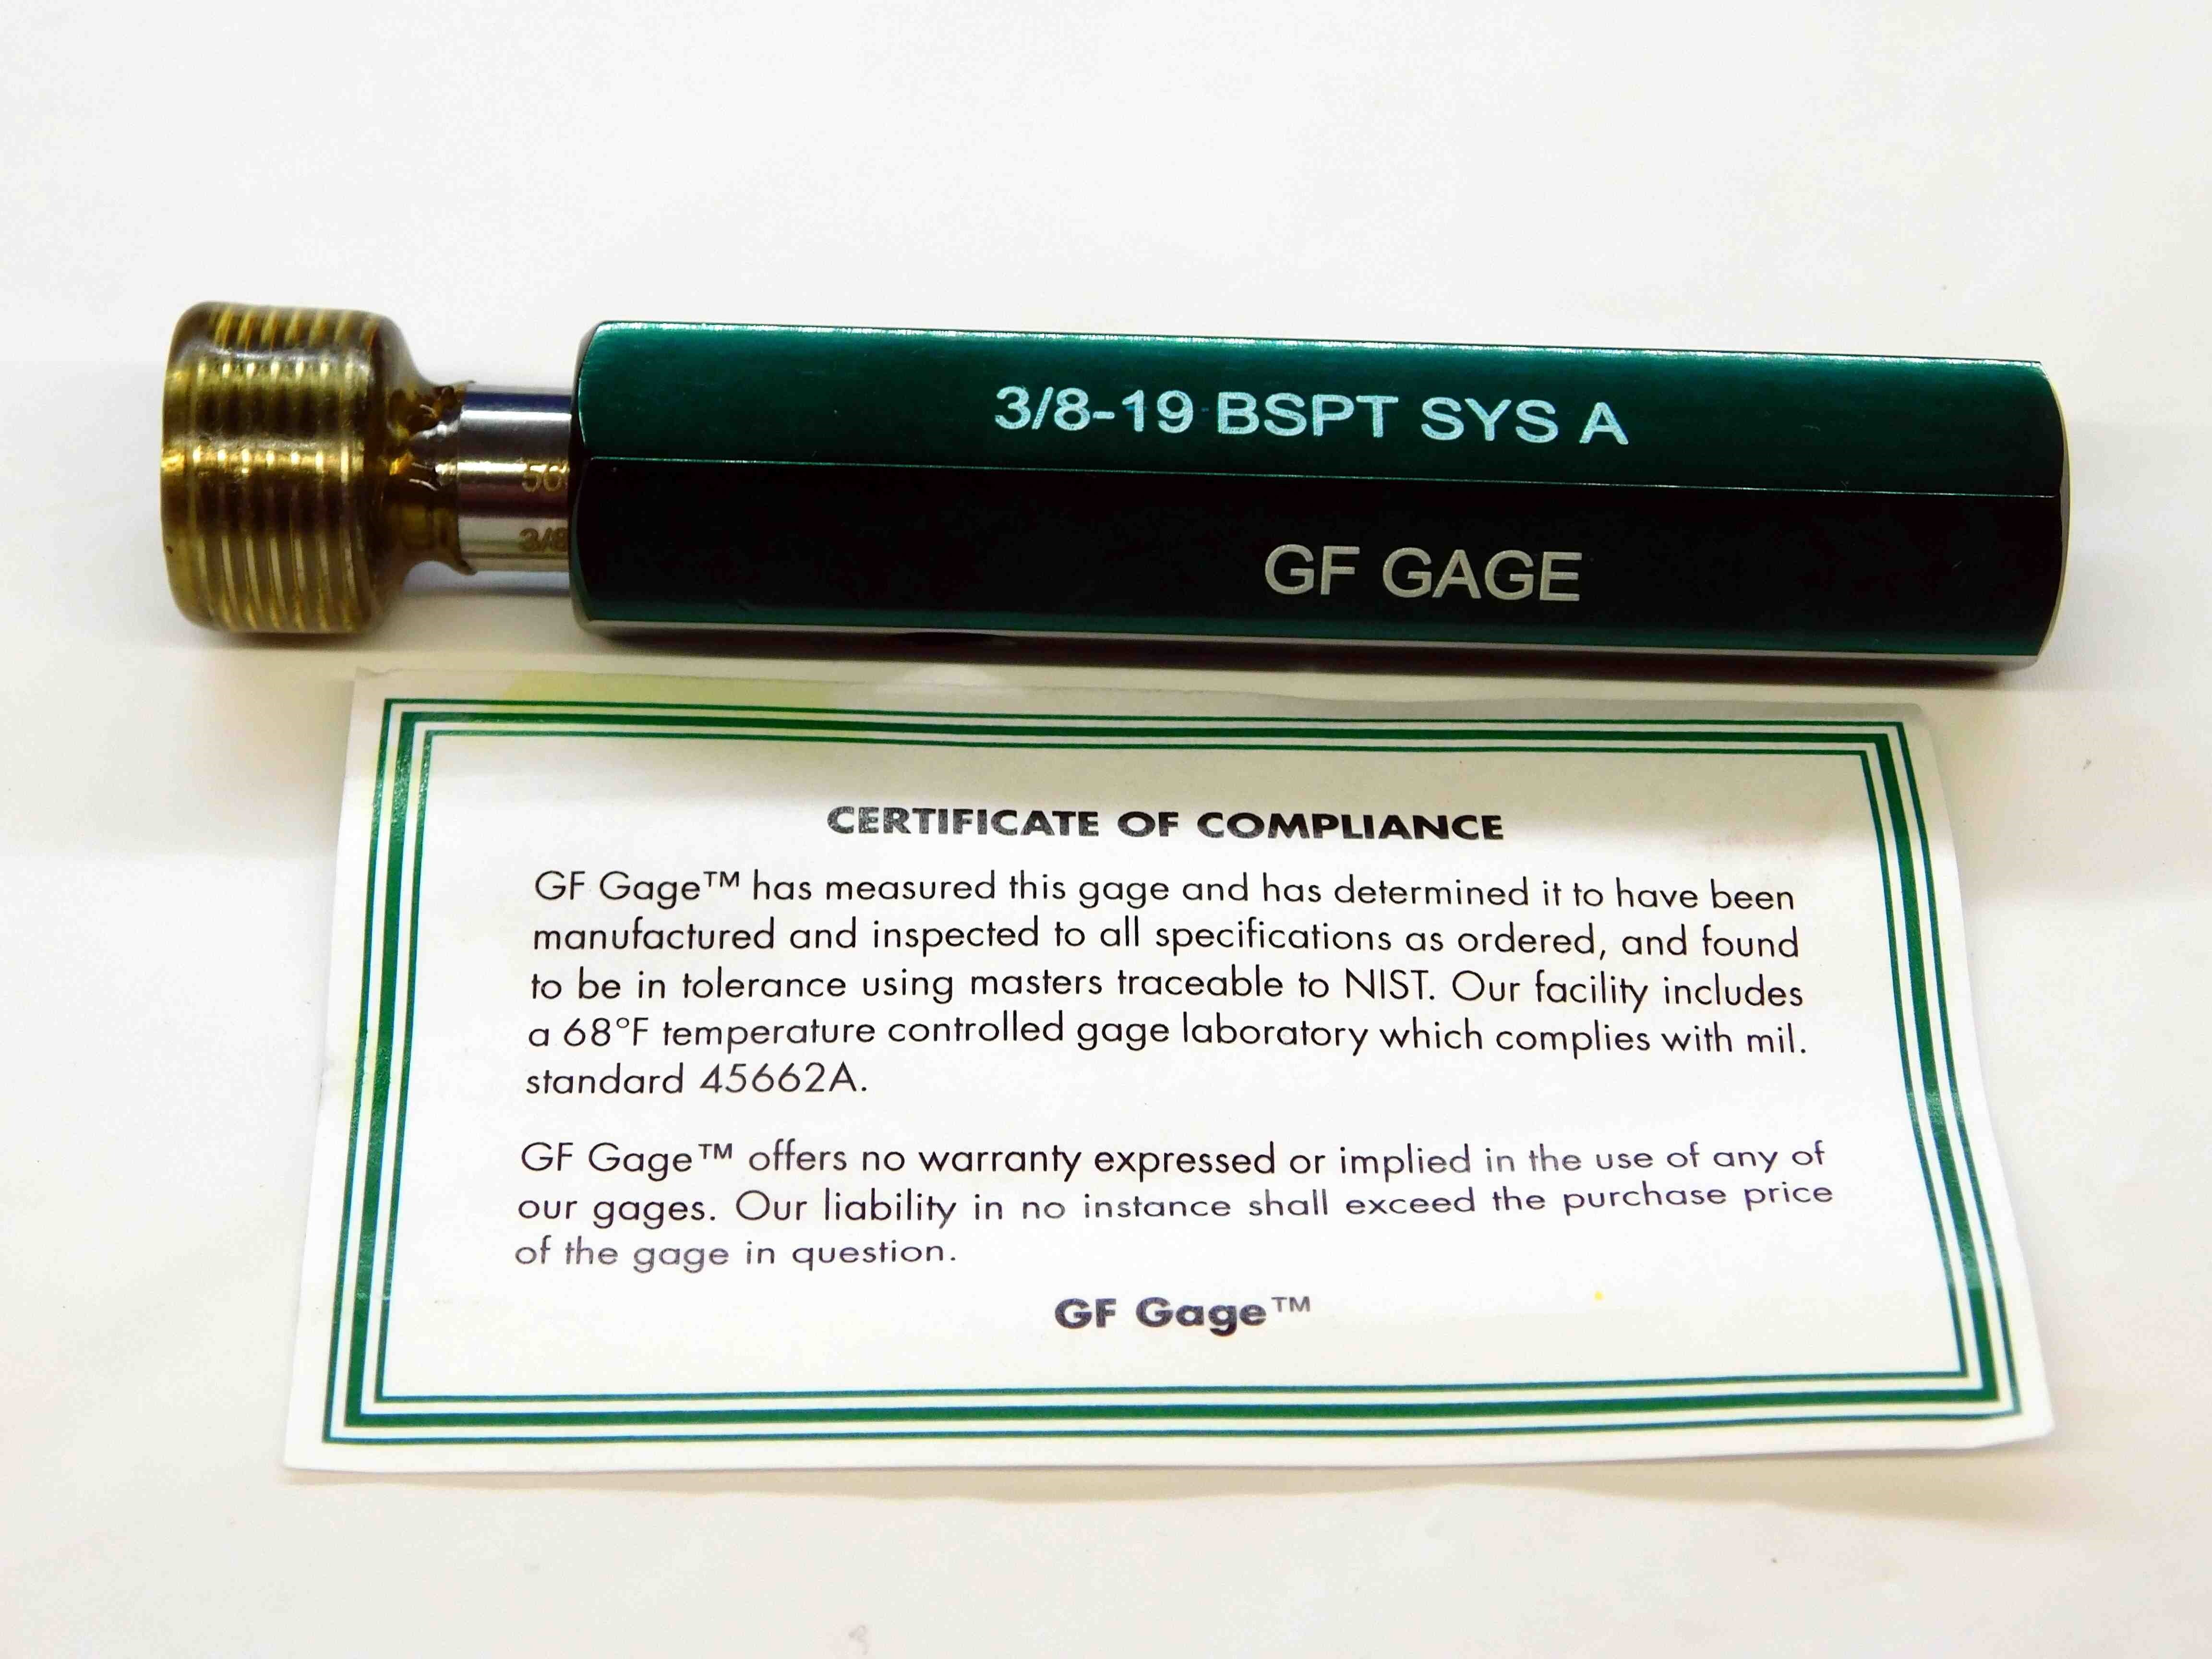 3/8-19 BSPT SYS A
GF GAGE
3/8
CERTIFICATE OF COMPLIANCE
GF Gage™ has measured this gage and has determined it to have been
manufactured and inspected to all specifications as ordered, and found
to be in tolerance using masters traceable to NIST. Our facility includes
a 68°F temperature controlled gage laboratory which complies with mil.
standard 45662A.
GF Gage™ offers no warranty expressed or implied in the use of any of
our gages. Our liability in no instance shall exceed the purchase price
of the gage in question.
GF Gage™